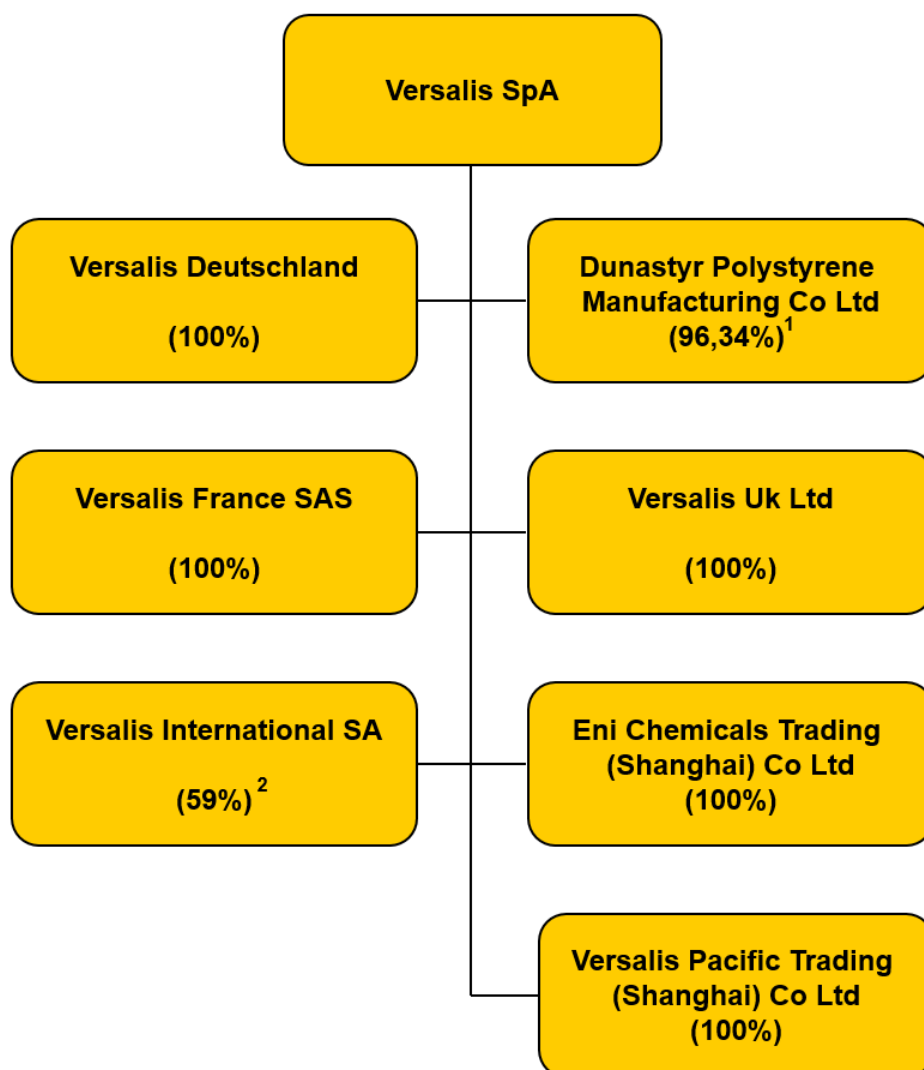 Versalis SpA
Versalis Deutschland
(100%)
Dunastyr Polystyrene
Manufacturing Co Ltd
(96,34%)1
Versalis France SAS
(100%)
Versalis Uk Ltd
(100%)
Versalis International SA
(59%) 2
Eni Chemicals Trading
(Shanghai) Co Ltd
(100%)
Versalis Pacific Trading
(Shanghai) Co Ltd
(100%)